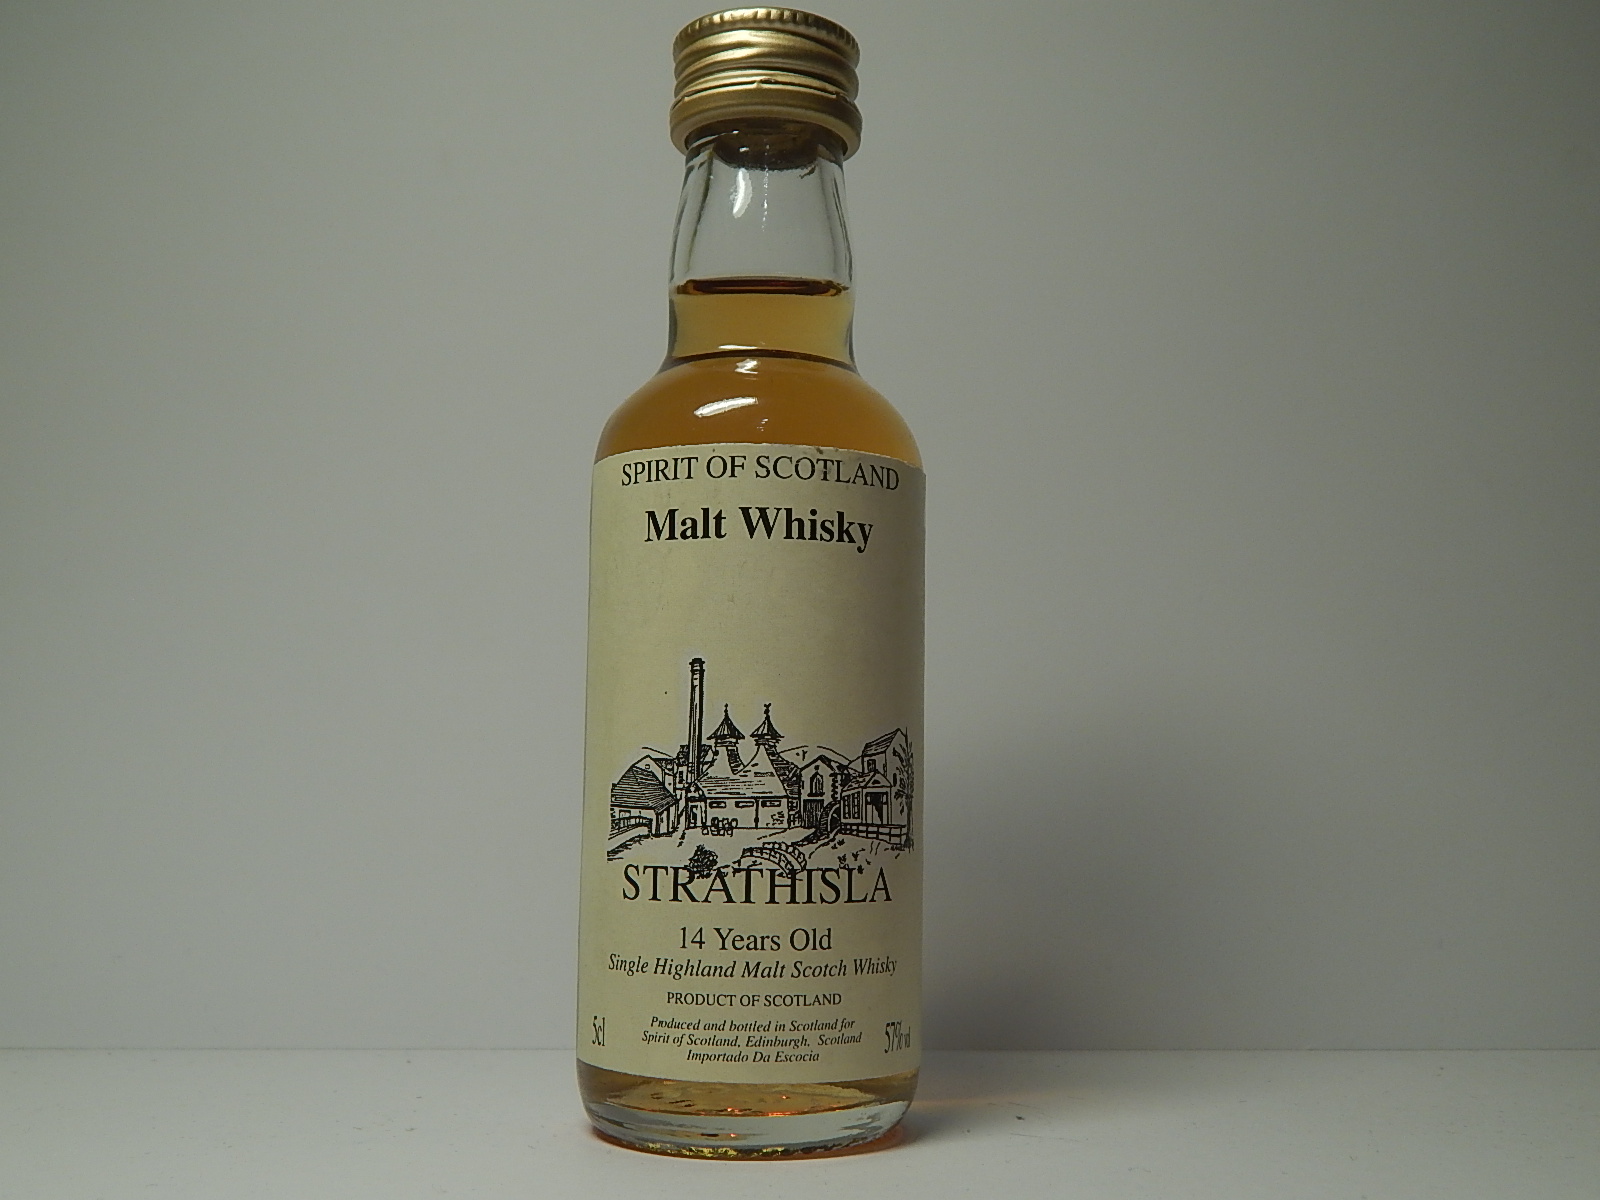 SPIRIT OF SCOTLAND
Malt Whisky
STRATHISLA
14 Years Old
Single Highland Malt Scotch Whisky
PRODUCT OF SCOTLAND
5cl
Produced and bottled in Scotland for
Spirit of Scotland, Edinburgh, Scotland
Importado Da Escocia
57%vol